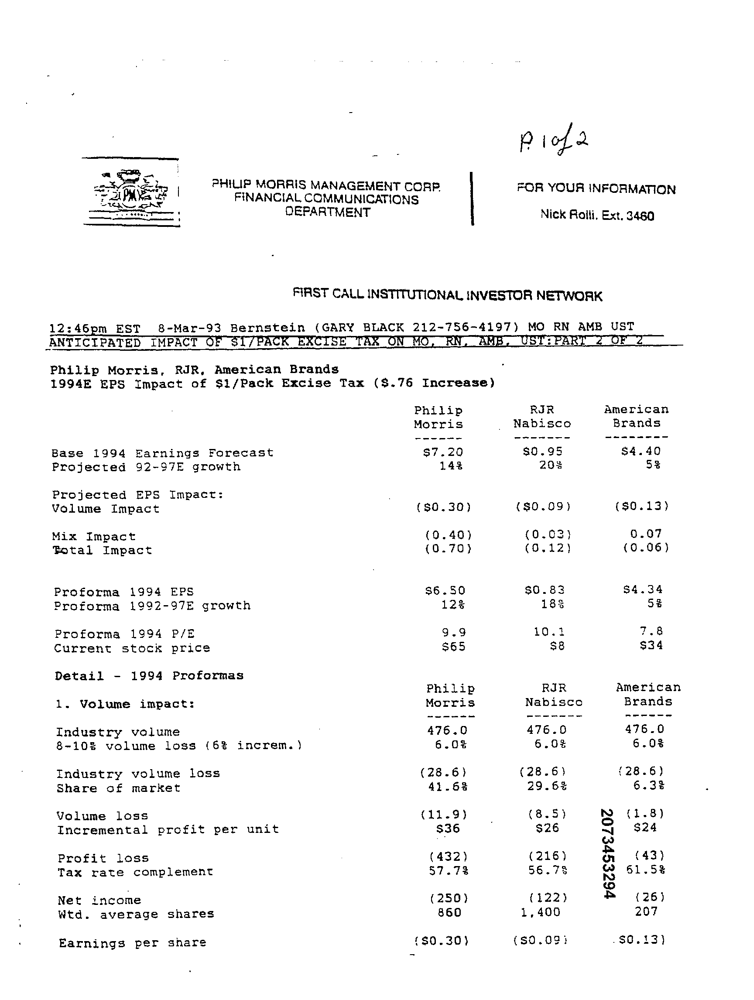 P. 1 of 2
PM
PHILIP MORRIS MANAGEMENT CORP.
FINANCIAL COMMUNICATIONS
DEPARTMENT
FOR YOUR INFORMATION
Nick Rolli, Ext. 3460
FIRST CALL INSTITUTIONAL INVESTOR NETWORK
12:46pm EST 8-Mar-93 Bernstein (GARY BLACK 212-756-4197) MO RN AMB UST
ANTICIPATED IMPACT OF $1/PACK EXCISE TAX ON MO, RN, AMB, UST:PART 2 OF 2
Philip Morris, RJR, American Brands
1994E EPS Impact of $1/Pack Excise Tax ($.76 Increase)
Philip RJR American
Morris Nabisco Brands
------ ------- --------
Base 1994 Earnings Forecast $7.20 $0.95 $4.40
Projected 92-97E growth 14% 20% 5%
Projected EPS Impact:
Volume Impact ($0.30) ($0.09) ($0.13)
Mix Impact (0.40) (0.03) 0.07
Total Impact (0.70) (0.12) (0.06)
Proforma 1994 EPS $6.50 $0.83 $4.34
Proforma 1992-97E growth 12% 18% 5%
Proforma 1994 P/E 9.9 10.1 7.8
Current stock price $65 $8 $34
Detail - 1994 Proformas
Philip RJR American
1. Volume impact: Morris Nabisco Brands
------ ------- ------
Industry volume 476.0 476.0 476.0
8-10% volume loss (6% increm.) 6.0% 6.0% 6.0%
Industry volume loss (28.6) (28.6) (28.6)
Share of market 41.6% 29.6% 6.3%
Volume loss (11.9) (8.5) (1.8)
Incremental profit per unit $36 $26 $24
Profit loss (432) (216) (43)
Tax rate complement 57.7% 56.7% 61.5%
Net income (250) (122) (26)
Wtd. average shares 860 1,400 207
Earnings per share ($0.30) ($0.09) $0.13)
2073453294